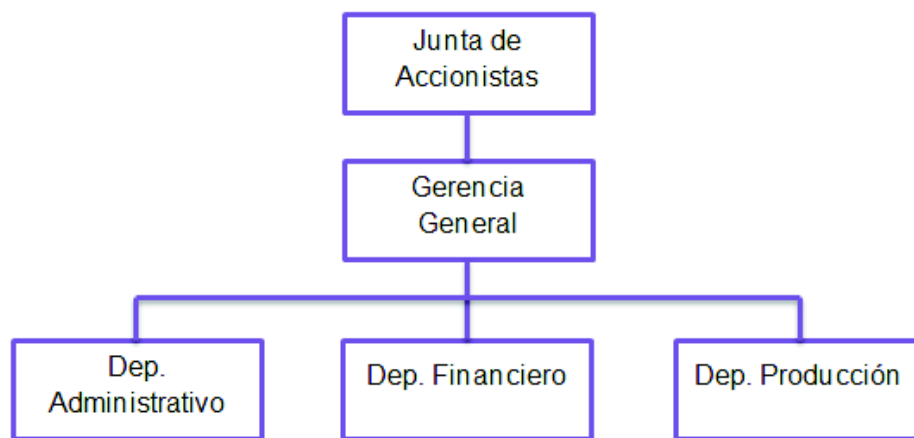 Junta de
Accionistas
Gerencia
General
Dep.
Administrativo
Dep. Financiero
Dep. Producción